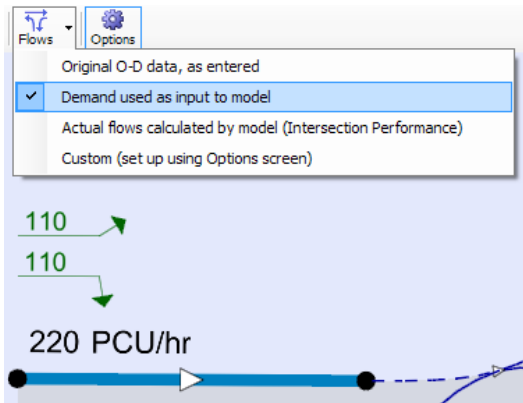 Flows
Options
Original O-D data, as entered
Demand used as input to model
Actual flows calculated by model (Intersection Performance)
Custom (set up using Options screen)
110
110
220 PCU/hr